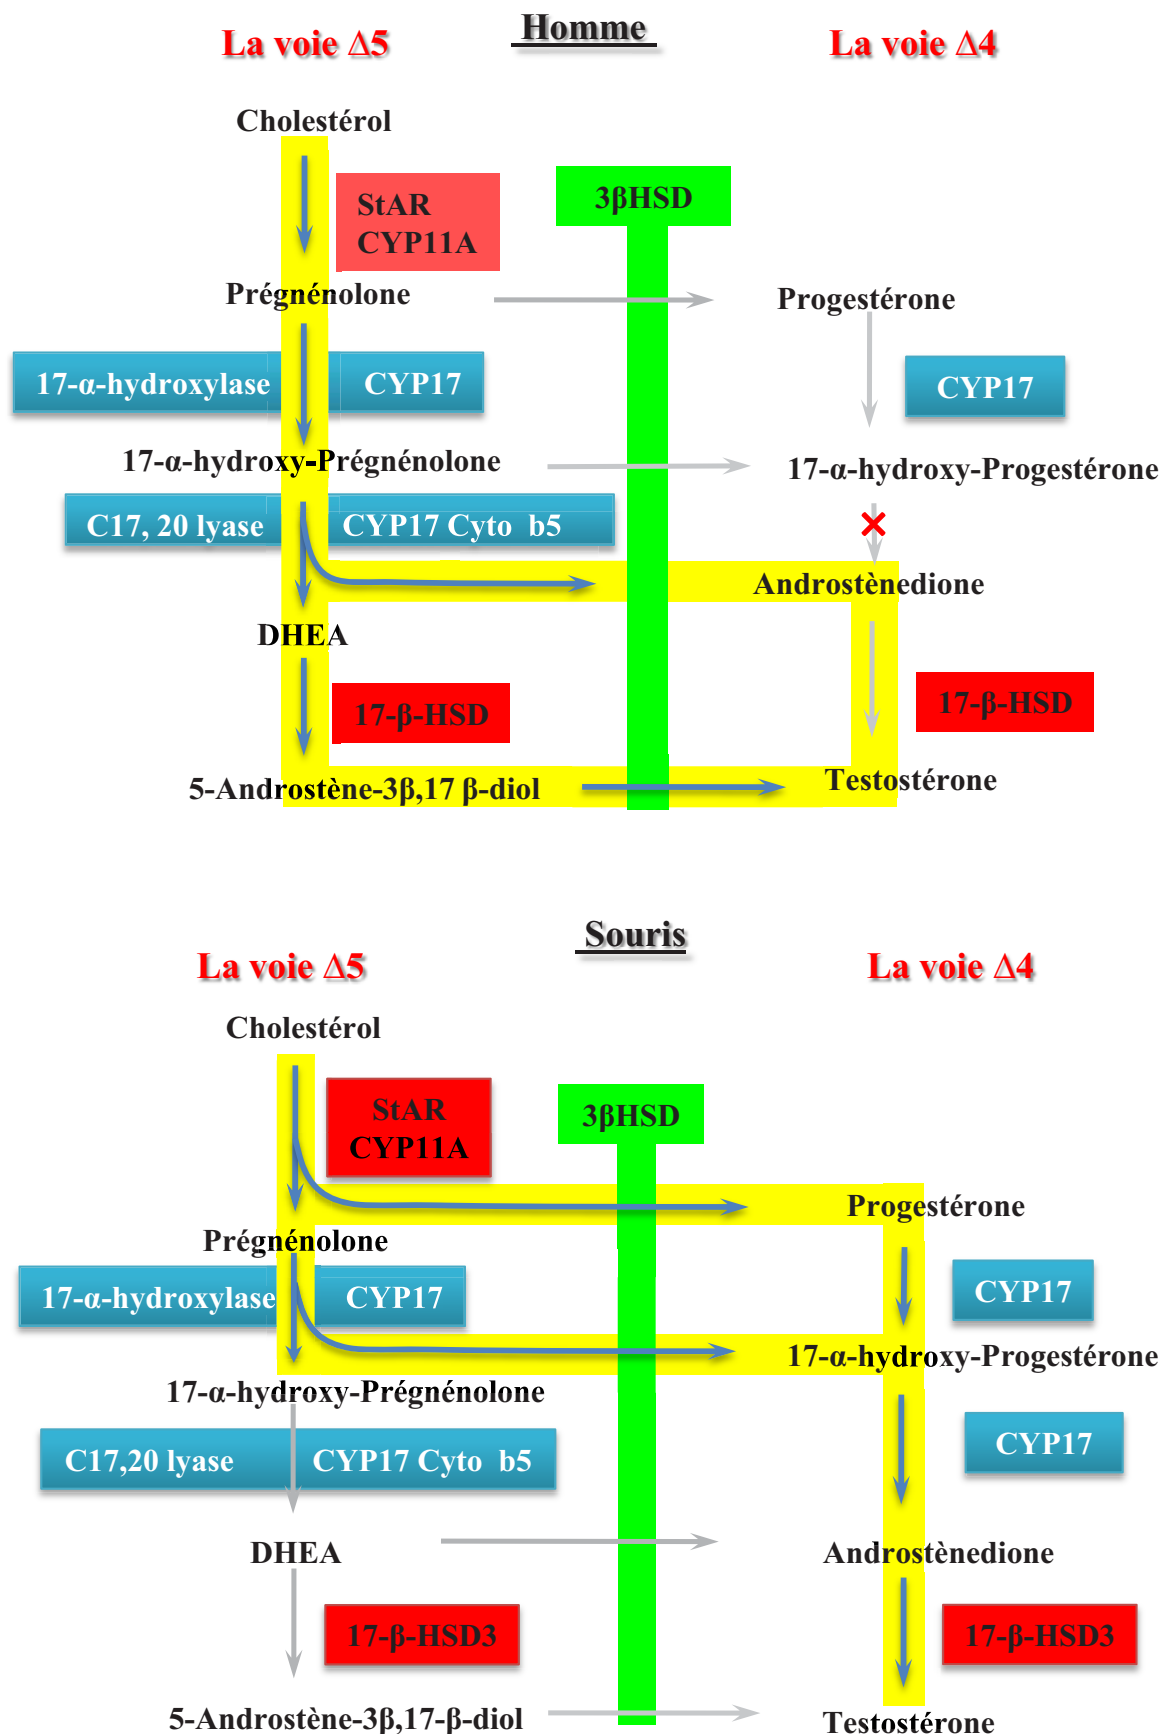 Homme
La voie Δ5
La voie Δ4
Cholestérol
StAR
CYP11A
3βHSD
Prégnénolone
Progestérone
17-α-hydroxylase
CYP17
CYP17
17-α-hydroxy-Prégnénolone
17-α-hydroxy-Progestérone
C17, 20 lyase
CYP17 Cyto b5
Androstènedione
DHEA
17-β-HSD
17-β-HSD
5-Androstène-3β,17 β-diol
Testostérone
Souris
La voie Δ5
La voie Δ4
Cholestérol
StAR
CYP11A
3βHSD
Progestérone
Prégnénolone
17-α-hydroxylase
CYP17
CYP17
17-α-hydroxy-Progestérone
17-α-hydroxy-Prégnénolone
C17,20 lyase
CYP17 Cyto b5
CYP17
DHEA
Androstènedione
17-β-HSD3
17-β-HSD3
5-Androstène-3β,17-β-diol
Testostérone